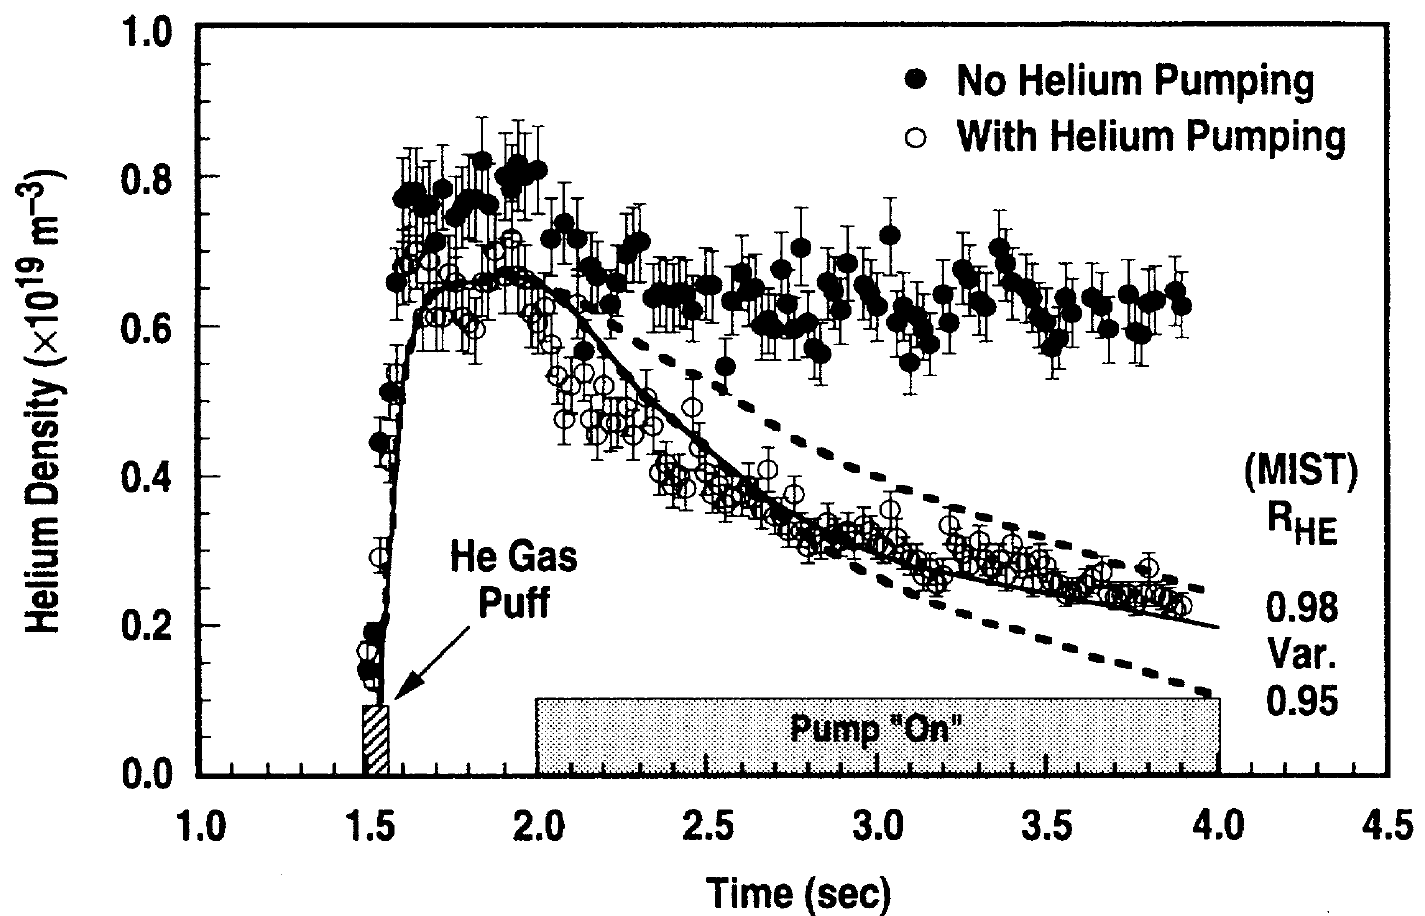 No Helium Pumping
With Helium Pumping
Helium Density (×10¹⁹ m⁻³)
1.0
0.8
0.6
0.4
0.2
0.0
(MIST)
R_HE
0.98
Var.
0.95
He Gas
Puff
Pump "On"
1.0 1.5 2.0 2.5 3.0 3.5 4.0 4.5
Time (sec)